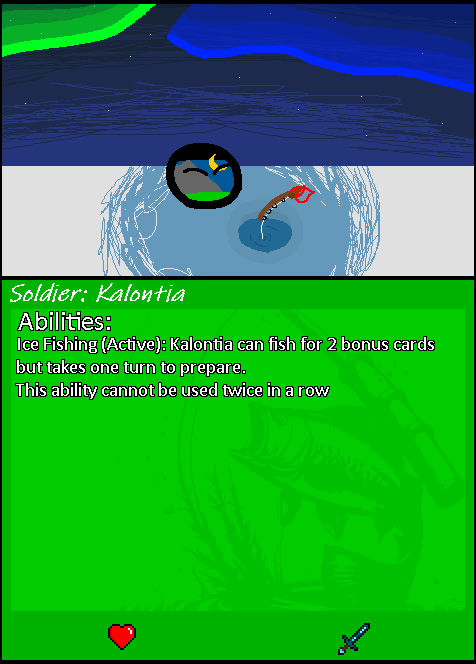 Soldier: Kalontia
Abilities:
Ice Fishing (Active): Kalontia can fish for 2 bonus cards
but takes one turn to prepare.
This ability cannot be used twice in a row